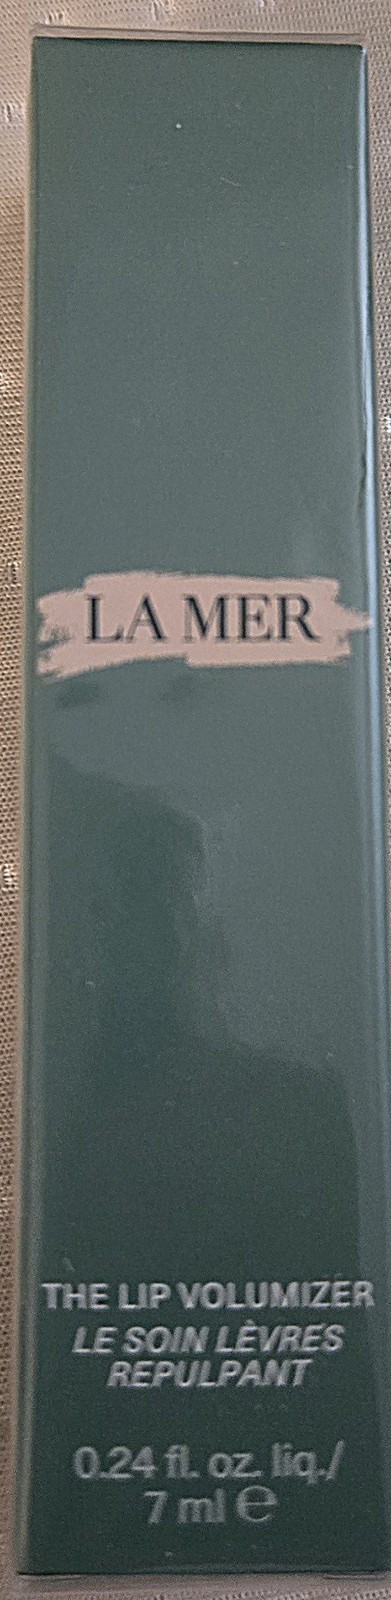 LA MER
THE LIP VOLUMIZER
LE SOIN LÈVRES
REPULPANT
0.24 fl. oz. liq./
7 ml ℮